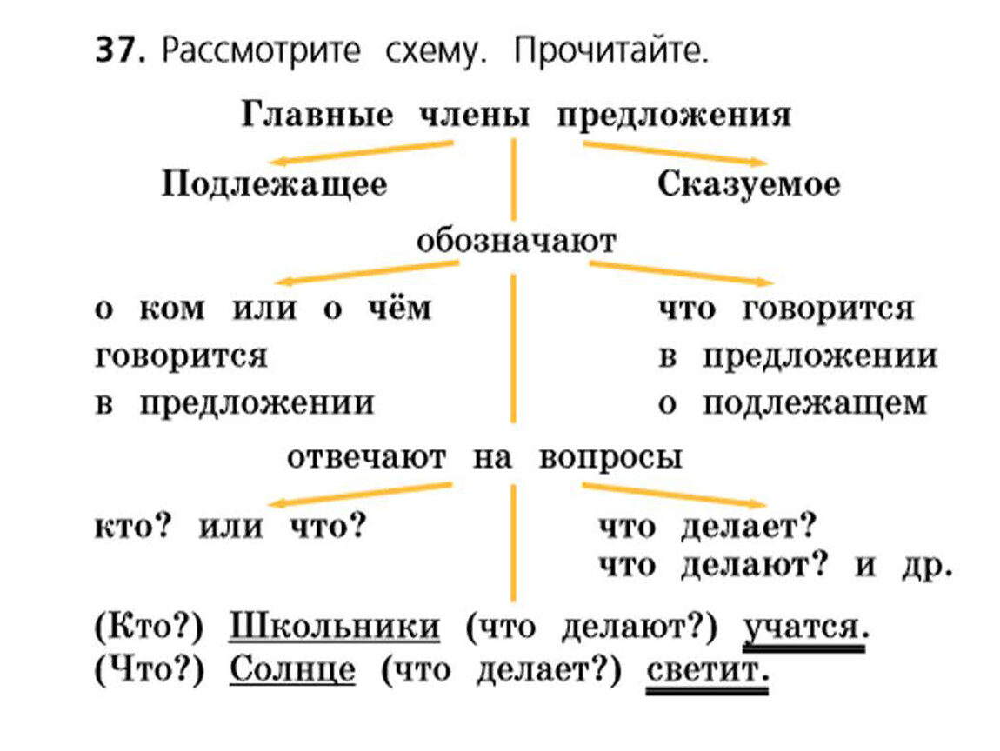 37. Рассмотрите схему. Прочитайте.
Главные члены предложения
Подлежащее Сказуемое
обозначают
о ком или о чём что говорится
говорится в предложении
в предложении о подлежащем
отвечают на вопросы
кто? или что? что делает?
что делают? и др.
(Кто?) Школьники (что делают?) учатся.
(Что?) Солнце (что делает?) светит.